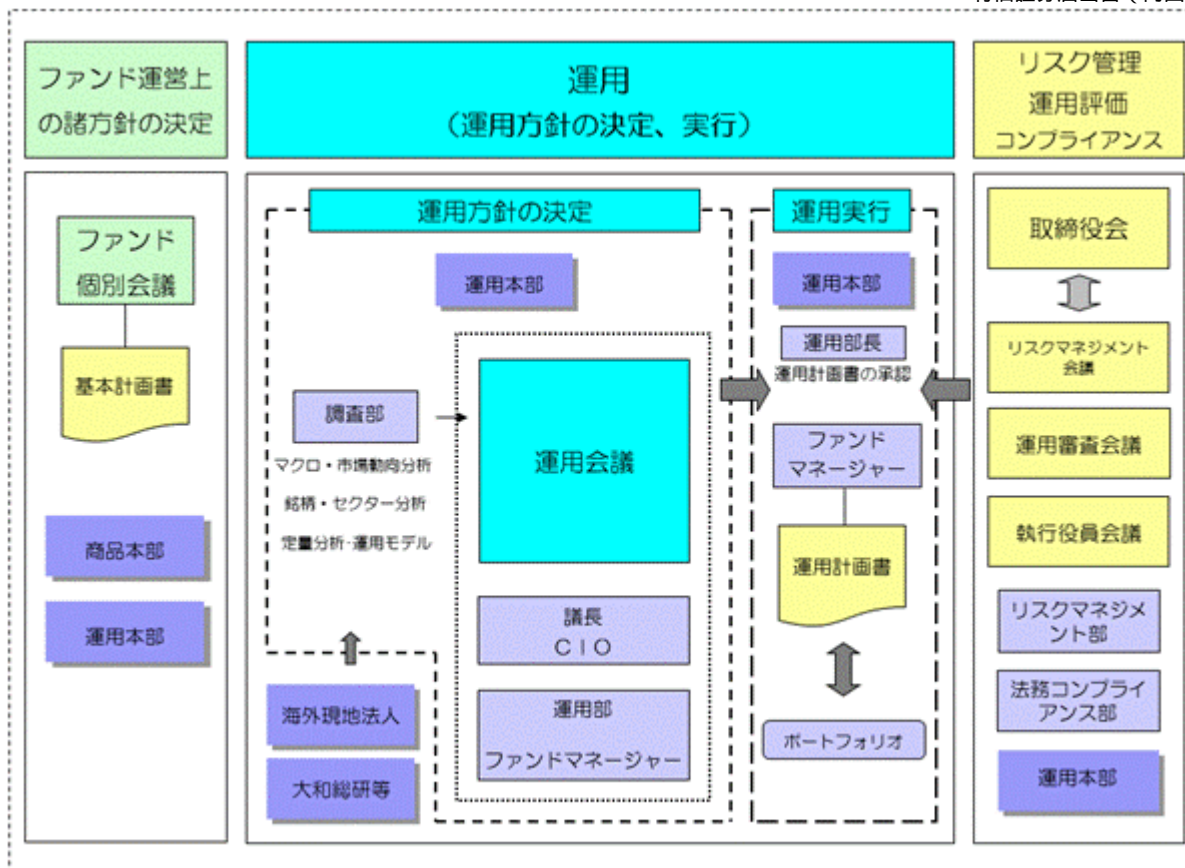 ファンド運営上
の諸方針の決定
運用
（運用方針の決定、実行）
リスク管理
運用評価
コンプライアンス
ファンド
個別会議
基本計画書
商品本部
運用本部
運用方針の決定
運用本部
調査部
マクロ・市場動向分析
銘柄・セクター分析
定量分析・運用モデル
運用会議
議長
ＣＩＯ
運用部
ファンドマネージャー
海外現地法人
大和総研等
運用実行
運用本部
運用部長
運用計画書の承認
ファンド
マネージャー
運用計画書
ポートフォリオ
取締役会
リスクマネジメント
会議
運用審査会議
執行役員会議
リスクマネジメ
ント部
法務コンプライ
アンス部
運用本部